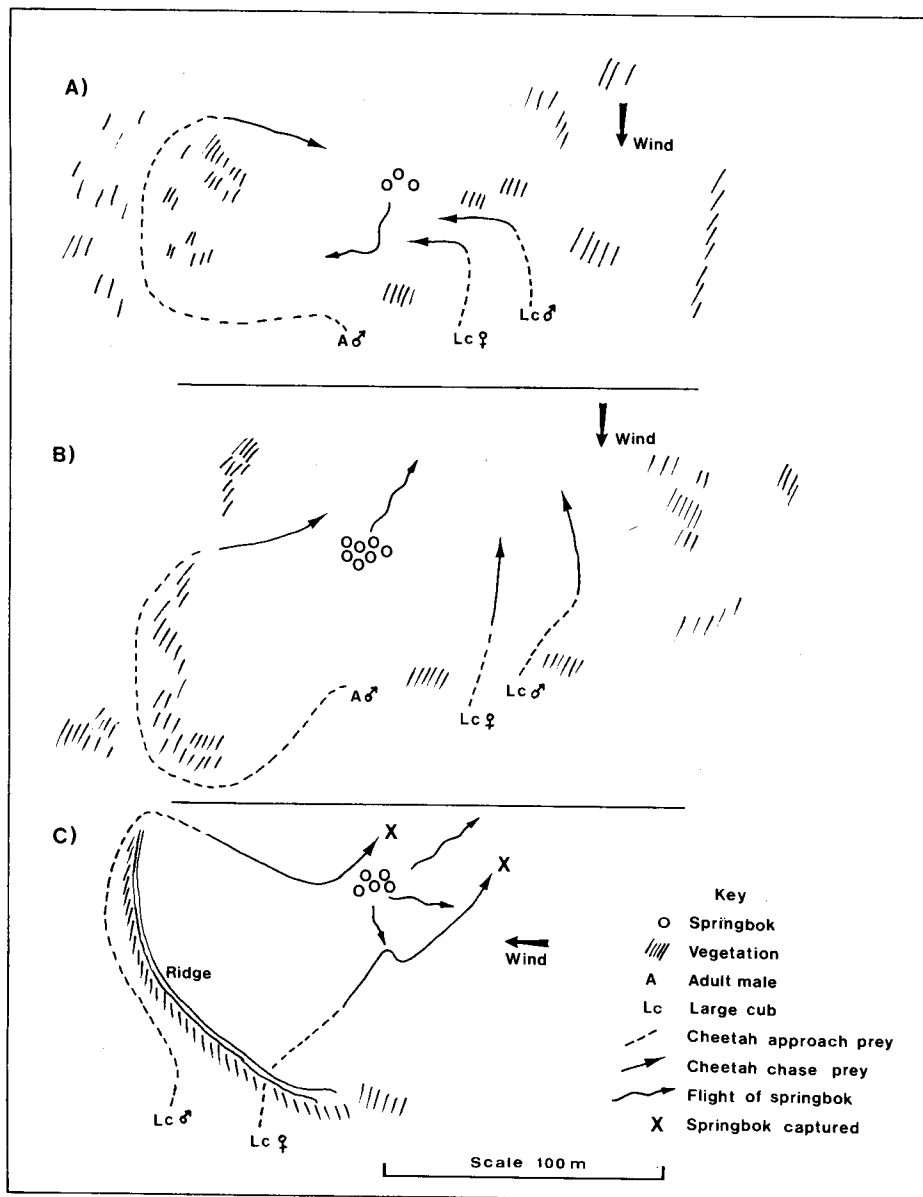 A)
Wind
A♂
Lc♀
Lc♂
B)
Wind
A♂
Lc♀
Lc♂
C)
X
X
Wind
Ridge
Lc♂
Lc♀
Key
O Springbok
Vegetation
A Adult male
Lc Large cub
Cheetah approach prey
Cheetah chase prey
Flight of springbok
X Springbok captured
Scale 100m